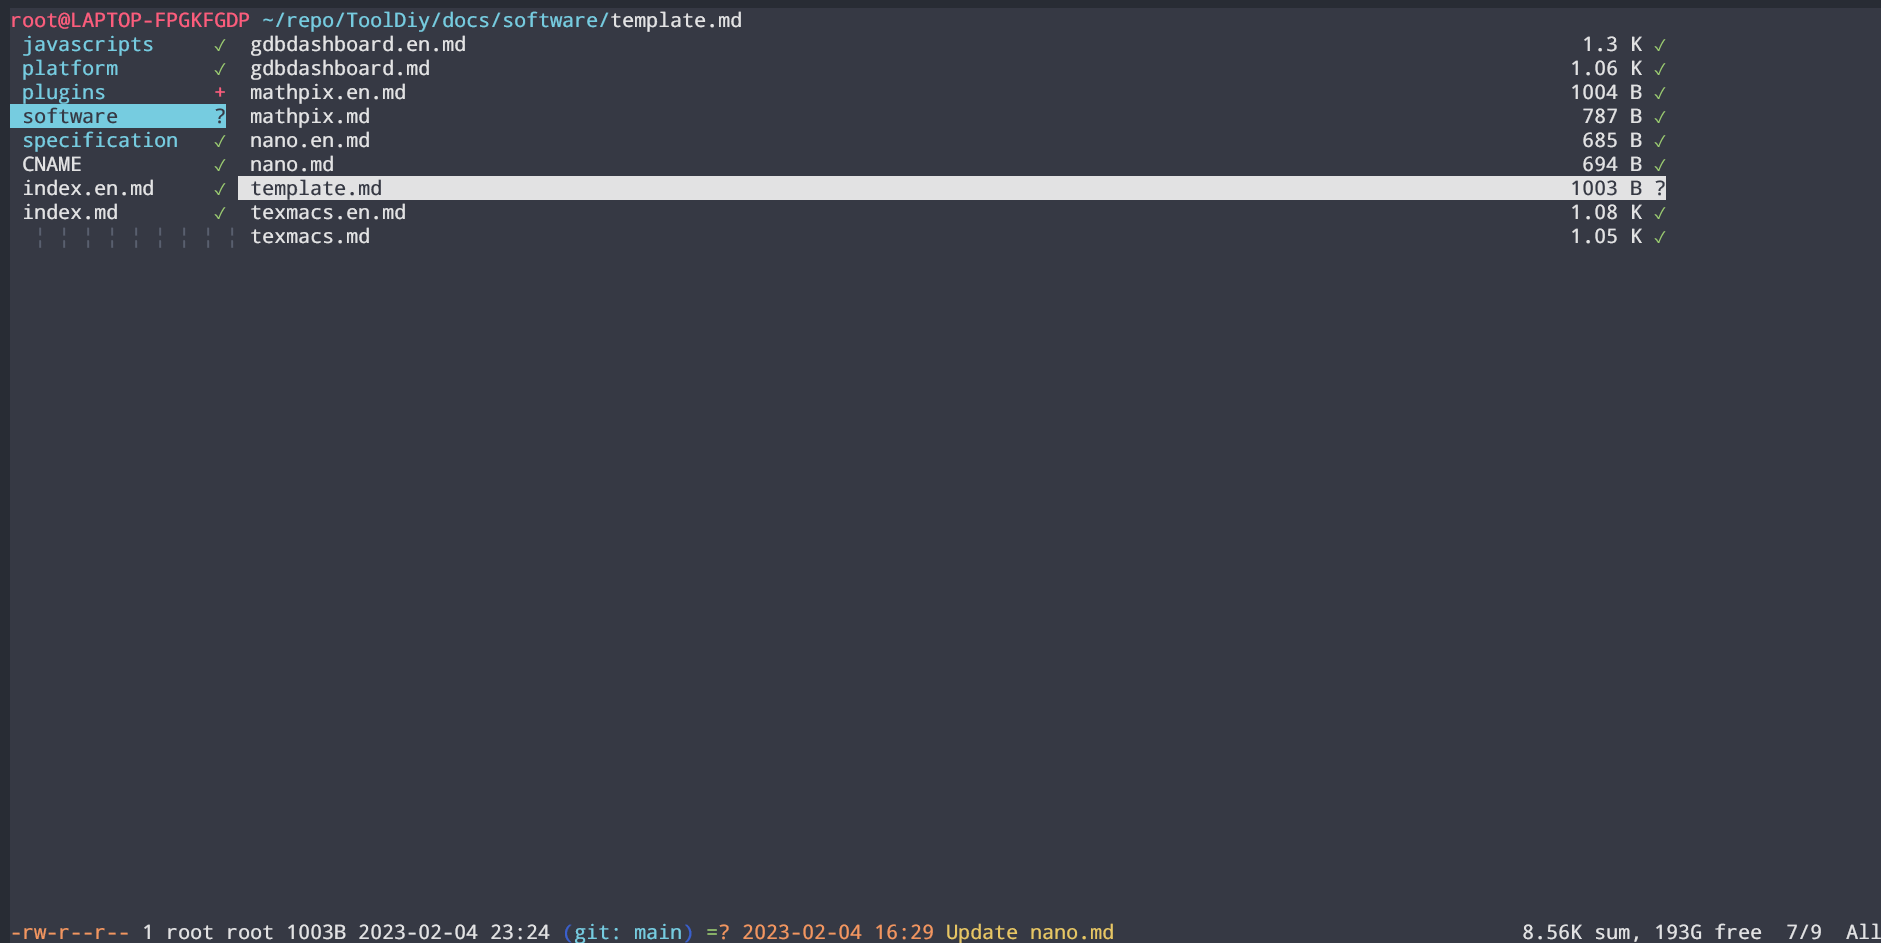 root@LAPTOP-FPGKFGDP ~/repo/ToolDiy/docs/software/template.md
javascripts ✓ gdbdashboard.en.md 1.3 K ✓
platform ✓ gdbdashboard.md 1.06 K ✓
plugins + mathpix.en.md 1004 B ✓
software ? mathpix.md 787 B ✓
specification ✓ nano.en.md 685 B ✓
CNAME ✓ nano.md 694 B ✓
index.en.md ✓ template.md 1003 B ?
index.md ✓ texmacs.en.md 1.08 K ✓
texmacs.md 1.05 K ✓
-rw-r--r-- 1 root root 1003B 2023-02-04 23:24 (git: main) =? 2023-02-04 16:29 Update nano.md 8.56K sum, 193G free 7/9 All